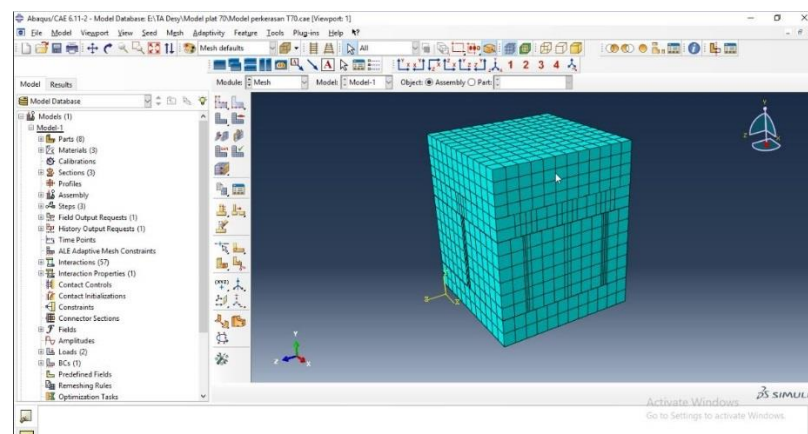 Abaqus/CAE 6.11-2 - Model Database: E:\TA Desy\Model plat 70\Model perkerasan T70.cae [Viewport: 1]
File Model Viewport View Seed Mesh Adaptivity Feature Tools Plug-ins Help
Mesh defaults All
1 2 3 4
Model Results Module: Mesh Model: Model-1 Object: Assembly Part:
Model Database
Models (1)
Model-1
Parts (8)
Materials (3)
Calibrations
Sections (3)
Profiles
Assembly
Steps (3)
Field Output Requests (1)
History Output Requests (1)
Time Points
ALE Adaptive Mesh Constraints
Interactions (57)
Interaction Properties (1)
Contact Controls
Contact Initializations
Constraints
Connector Sections
Fields
Amplitudes
Loads (2)
BCs (1)
Predefined Fields
Remeshing Rules
Optimization Tasks
Y
Z
X
Activate Windows
Go to Settings to activate Windows.
SIMULI